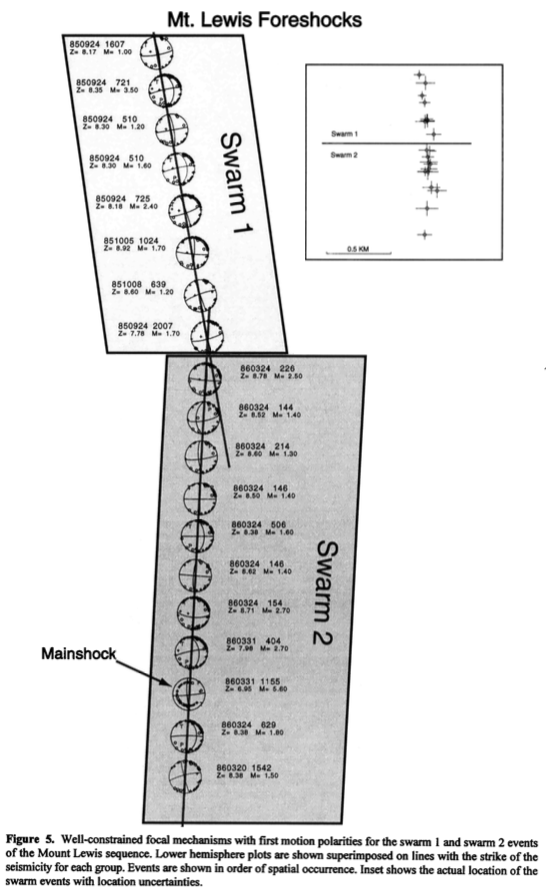 Mt. Lewis Foreshocks
850924 1607
Z= 8.17 M= 1.00
850924 721
Z= 8.35 M= 3.50
850924 510
Z= 8.30 M= 1.20
850924 510
Z= 8.30 M= 1.60
850924 725
Z= 8.18 M= 2.40
851005 1024
Z= 8.92 M= 1.70
851008 639
Z= 8.60 M= 1.20
850924 2007
Z= 7.78 M= 1.70
Swarm 1
Swarm 1
Swarm 2
0.5 KM
860324 226
Z= 8.78 M= 2.50
860324 144
Z= 8.52 M= 1.40
860324 214
Z= 8.60 M= 1.30
860324 146
Z= 8.50 M= 1.40
860324 506
Z= 8.38 M= 1.60
860324 146
Z= 8.62 M= 1.40
860324 154
Z= 8.71 M= 2.70
860331 404
Z= 7.98 M= 2.70
860331 1155
Z= 6.95 M= 5.60
860324 629
Z= 8.38 M= 1.80
860320 1542
Z= 8.38 M= 1.50
Swarm 2
Mainshock
Figure 5. Well-constrained focal mechanisms with first motion polarities for the swarm 1 and swarm 2 events
of the Mount Lewis sequence. Lower hemisphere plots are shown superimposed on lines with the strike of the
seismicity for each group. Events are shown in order of spatial occurrence. Inset shows the actual location of the
swarm events with location uncertainties.